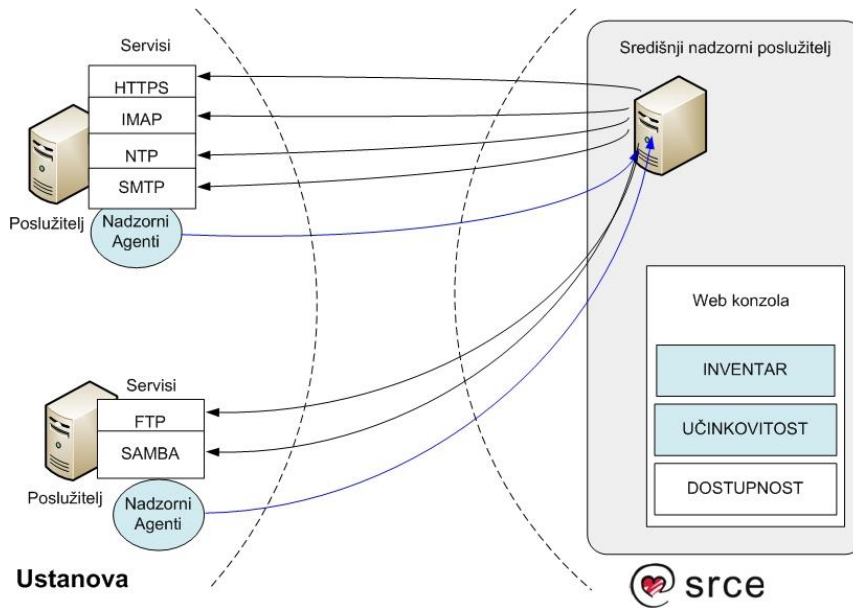 Servisi
HTTPS
IMAP
NTP
SMTP
Poslužitelj
Nadzorni
Agenti
Servisi
FTP
SAMBA
Poslužitelj
Nadzorni
Agenti
Ustanova
Središnji nadzorni poslužitelj
Web konzola
INVENTAR
UČINKOVITOST
DOSTUPNOST
srce